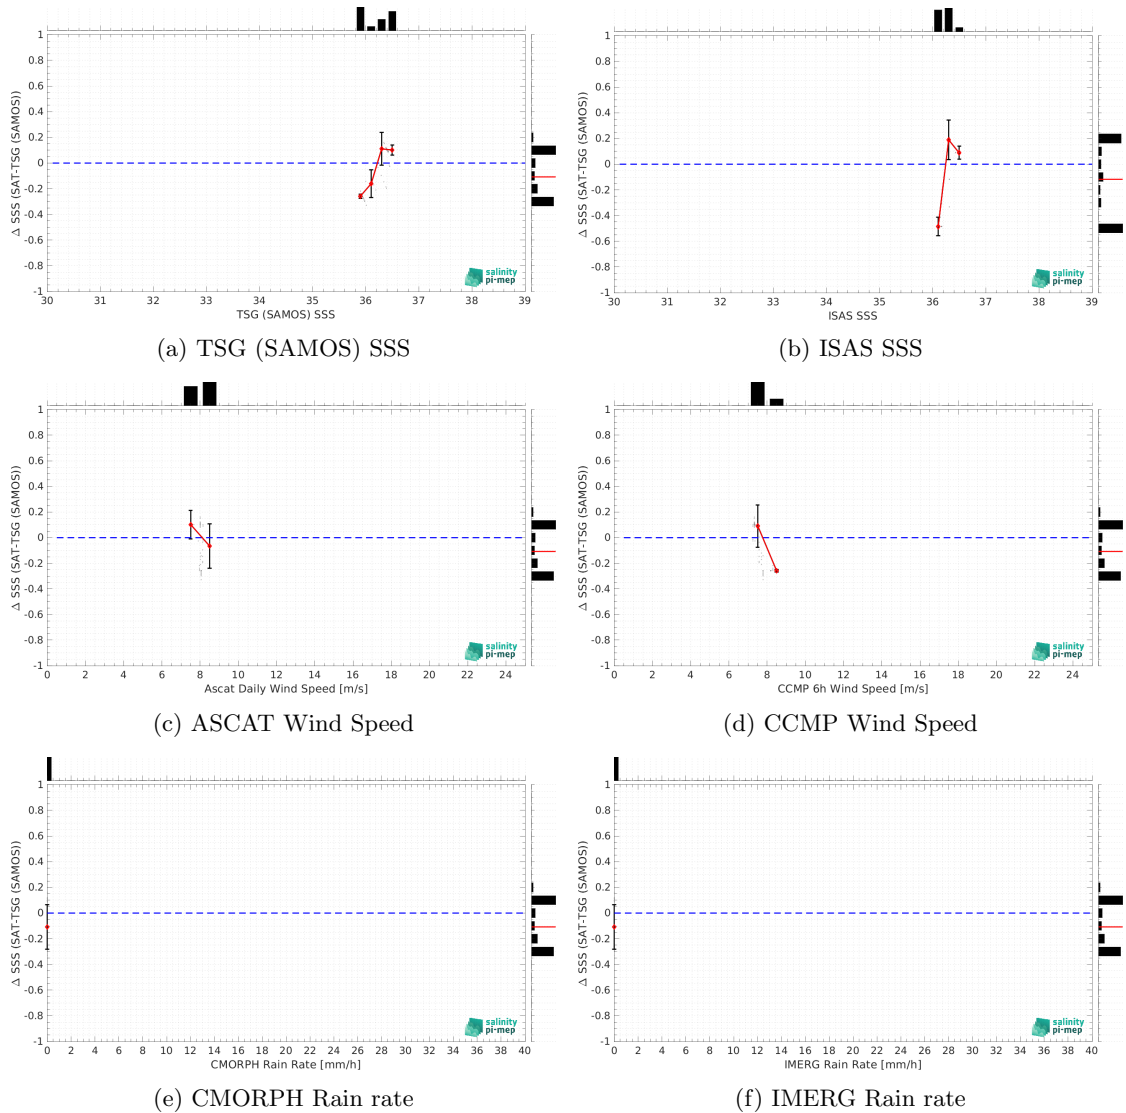 1
0.8
0.6
0.4
0.2
0
-0.2
-0.4
-0.6
-0.8
-1
Δ SSS (SAT-TSG (SAMOS))
30 31 32 33 34 35 36 37 38 39
TSG (SAMOS) SSS
salinity
pi-mep
(a) TSG (SAMOS) SSS
1
0.8
0.6
0.4
0.2
0
-0.2
-0.4
-0.6
-0.8
-1
Δ SSS (SAT-TSG (SAMOS))
30 31 32 33 34 35 36 37 38 39
ISAS SSS
salinity
pi-mep
(b) ISAS SSS
1
0.8
0.6
0.4
0.2
0
-0.2
-0.4
-0.6
-0.8
-1
Δ SSS (SAT-TSG (SAMOS))
0 2 4 6 8 10 12 14 16 18 20 22 24
Ascat Daily Wind Speed [m/s]
salinity
pi-mep
(c) ASCAT Wind Speed
1
0.8
0.6
0.4
0.2
0
-0.2
-0.4
-0.6
-0.8
-1
Δ SSS (SAT-TSG (SAMOS))
0 2 4 6 8 10 12 14 16 18 20 22 24
CCMP 6h Wind Speed [m/s]
salinity
pi-mep
(d) CCMP Wind Speed
1
0.8
0.6
0.4
0.2
0
-0.2
-0.4
-0.6
-0.8
-1
Δ SSS (SAT-TSG (SAMOS))
0 2 4 6 8 10 12 14 16 18 20 22 24 26 28 30 32 34 36 38 40
CMORPH Rain Rate [mm/h]
salinity
pi-mep
(e) CMORPH Rain rate
1
0.8
0.6
0.4
0.2
0
-0.2
-0.4
-0.6
-0.8
-1
Δ SSS (SAT-TSG (SAMOS))
0 2 4 6 8 10 12 14 16 18 20 22 24 26 28 30 32 34 36 38 40
IMERG Rain Rate [mm/h]
salinity
pi-mep
(f) IMERG Rain rate